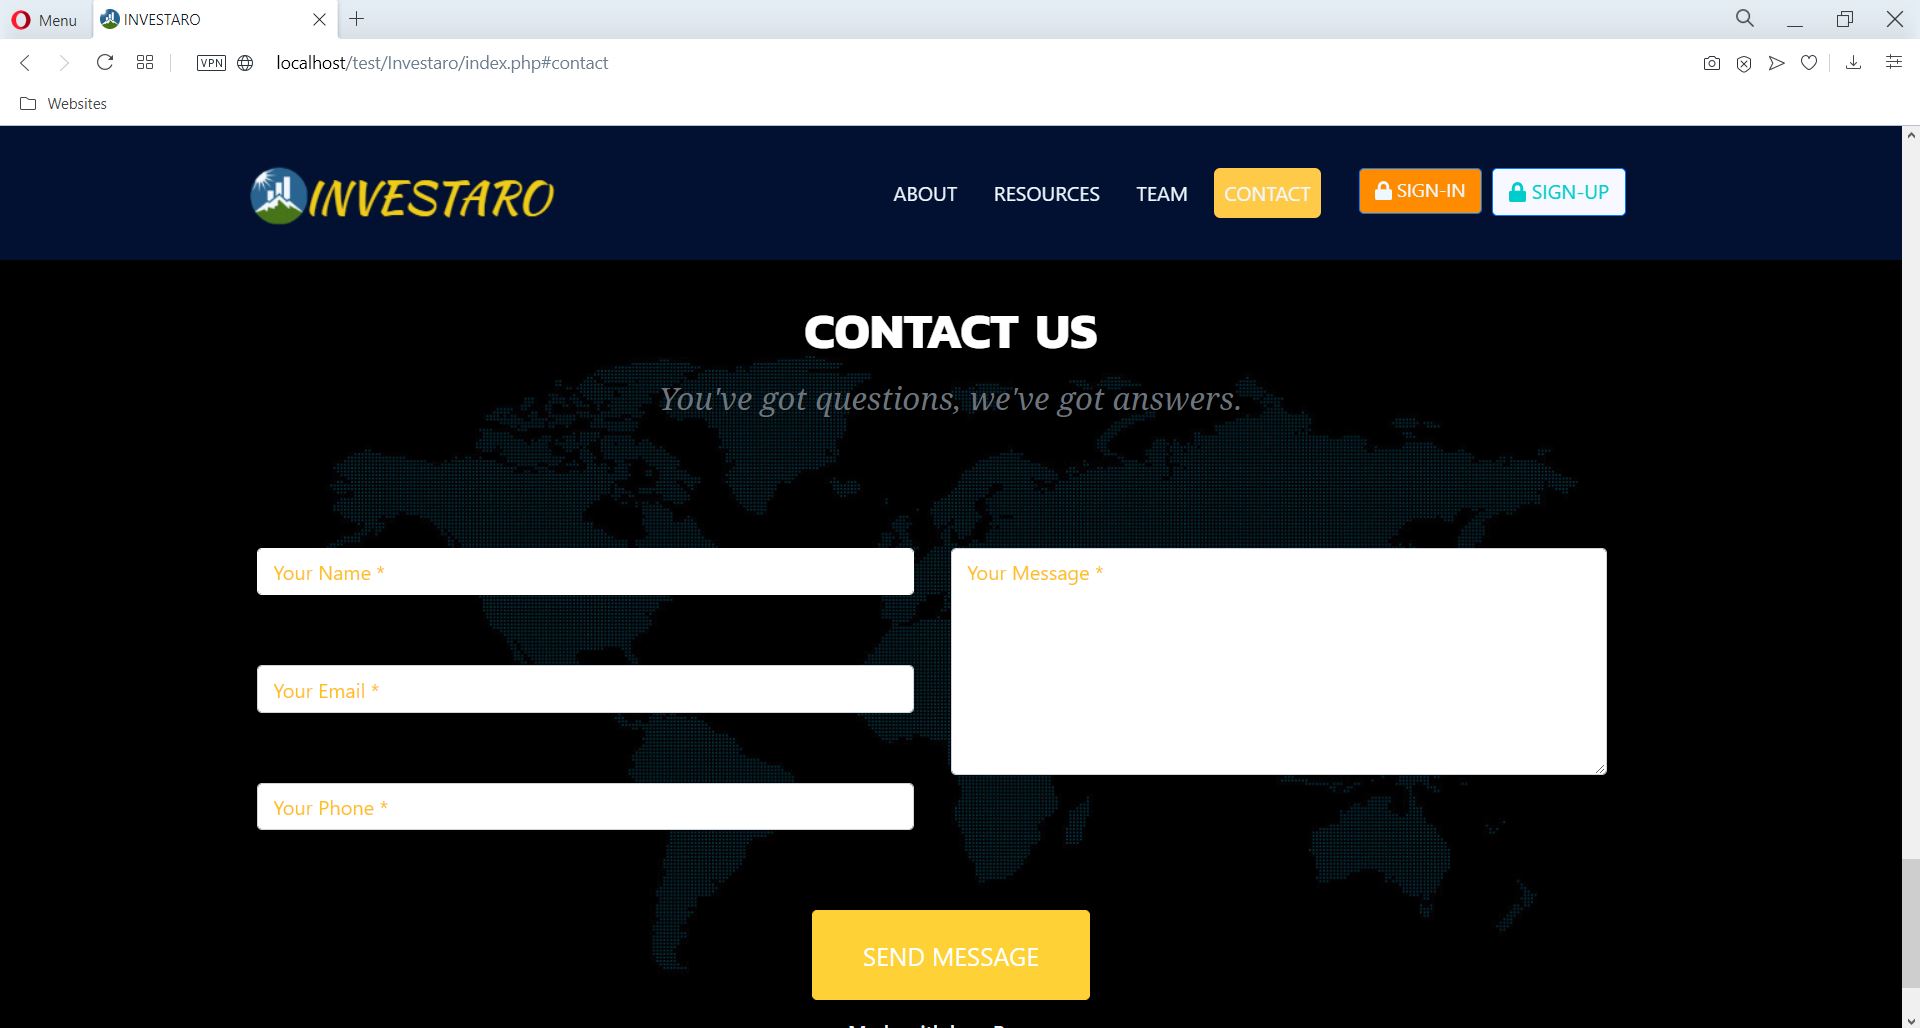 Menu
INVESTARO
VPN
localhost/test/Investaro/index.php#contact
Websites
INVESTARO
ABOUT
RESOURCES
TEAM
CONTACT
SIGN-IN
SIGN-UP
CONTACT US
You've got questions, we've got answers.
Your Name *
Your Message *
Your Email *
Your Phone *
SEND MESSAGE